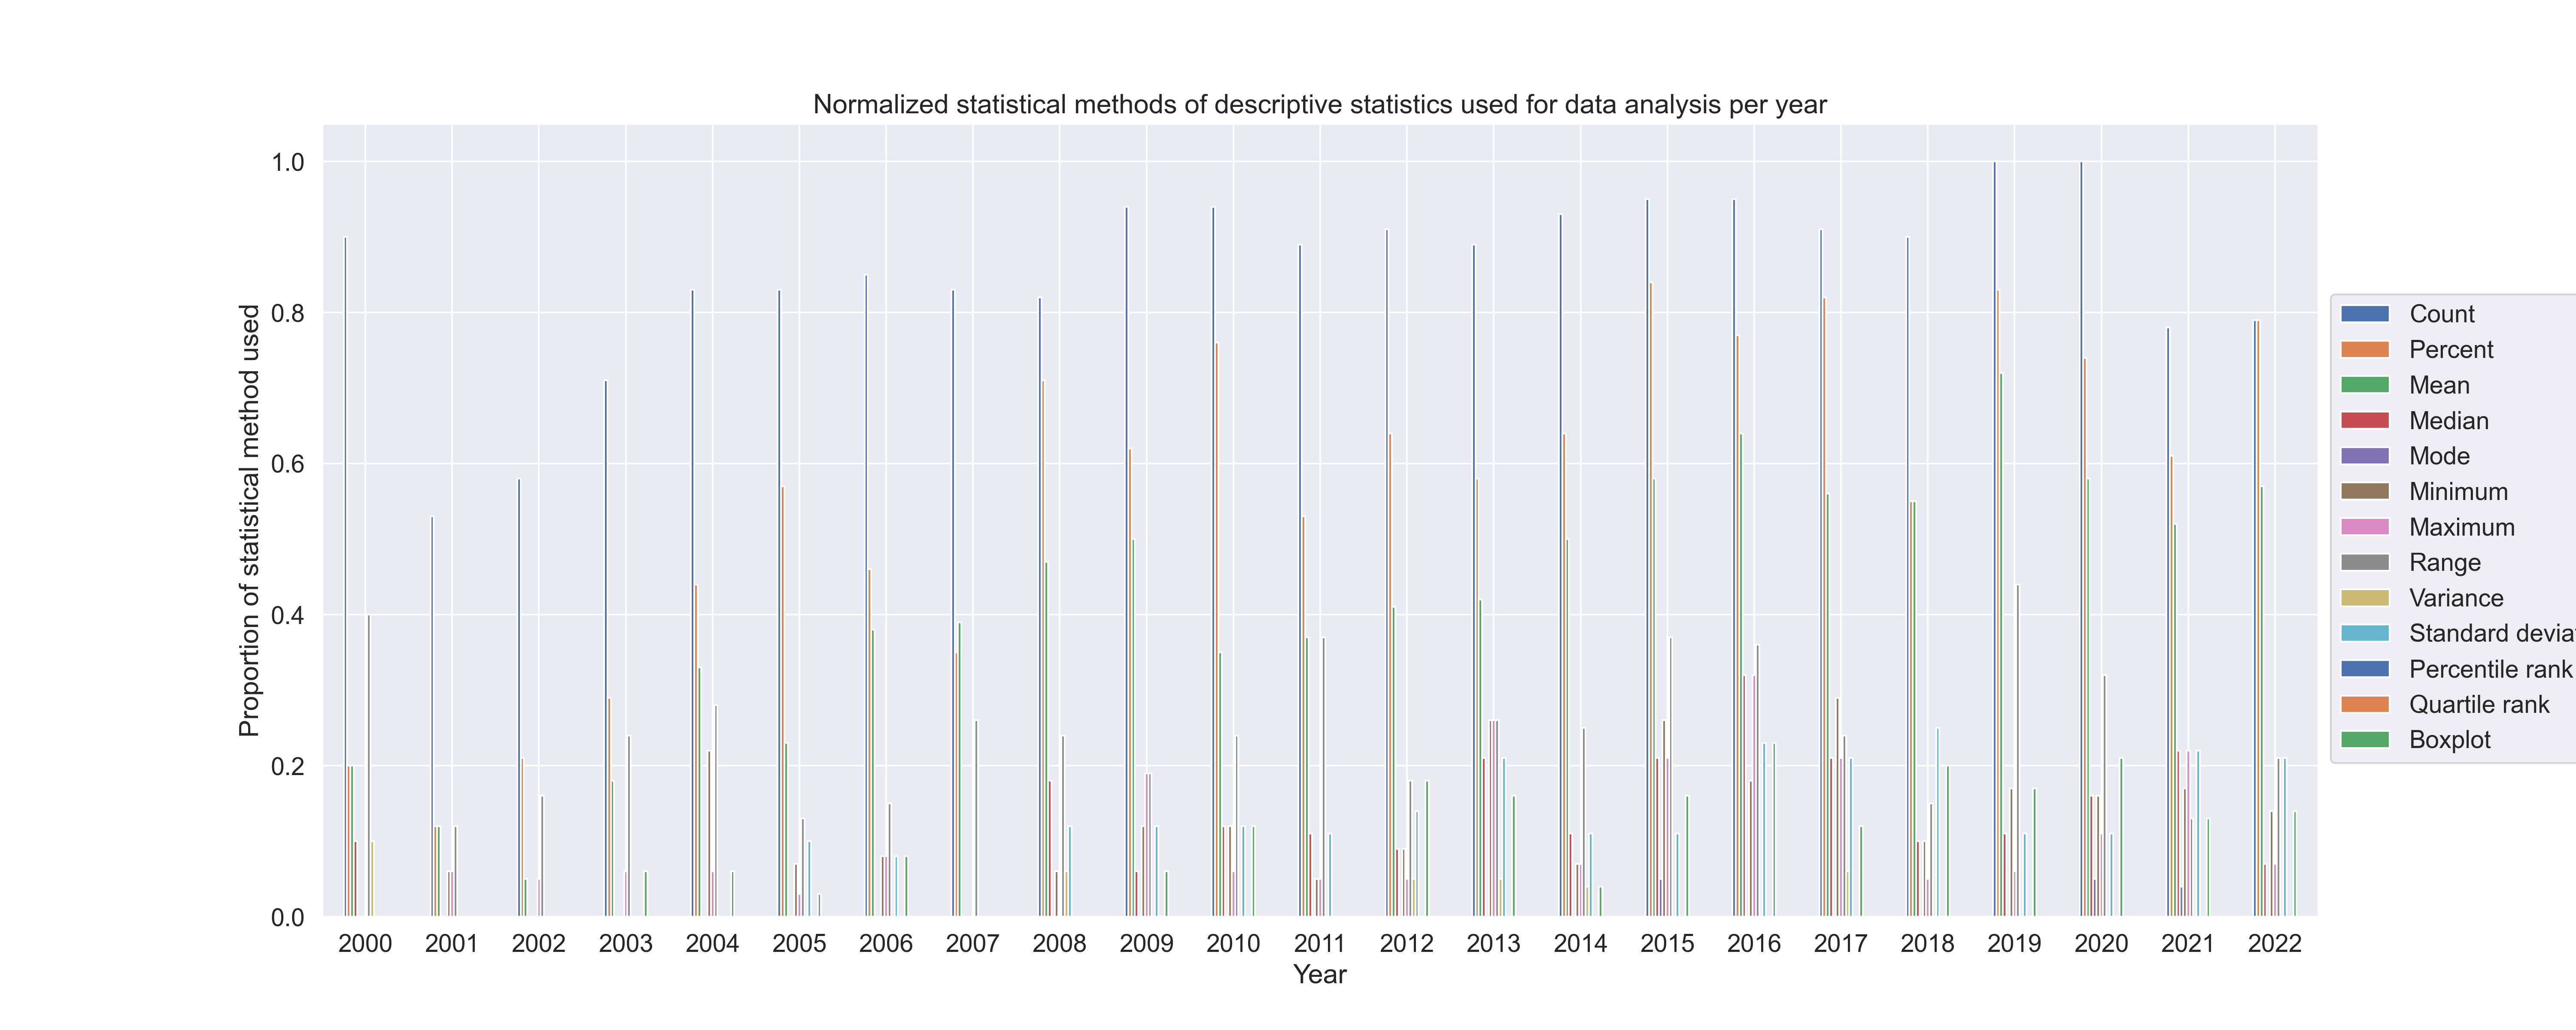 Normalized statistical methods of descriptive statistics used for data analysis per year
Proportion of statistical method used
1.0
0.8
0.6
0.4
0.2
0.0
2000 2001 2002 2003 2004 2005 2006 2007 2008 2009 2010 2011 2012 2013 2014 2015 2016 2017 2018 2019 2020 2021 2022
Year
Count
Percent
Mean
Median
Mode
Minimum
Maximum
Range
Variance
Standard devia
Percentile rank
Quartile rank
Boxplot